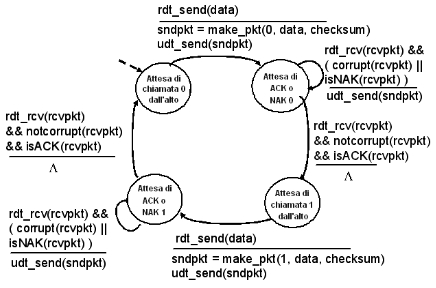 rdt_send(data)
sndpkt = make_pkt(0, data, checksum)
udt_send(sndpkt)
Attesa di
chiamata 0
dall'alto
Attesa di
ACK o
NAK 0
rdt_rcv(rcvpkt) &&
( corrupt(rcvpkt) ||
isNAK(rcvpkt) )
udt_send(sndpkt)
rdt_rcv(rcvpkt)
&& notcorrupt(rcvpkt)
&& isACK(rcvpkt)
Λ
rdt_rcv(rcvpkt)
&& notcorrupt(rcvpkt)
&& isACK(rcvpkt)
Λ
Attesa di
ACK o
NAK 1
Attesa di
chiamata 1
dall'alto
rdt_rcv(rcvpkt) &&
( corrupt(rcvpkt) ||
isNAK(rcvpkt) )
udt_send(sndpkt)
rdt_send(data)
sndpkt = make_pkt(1, data, checksum)
udt_send(sndpkt)